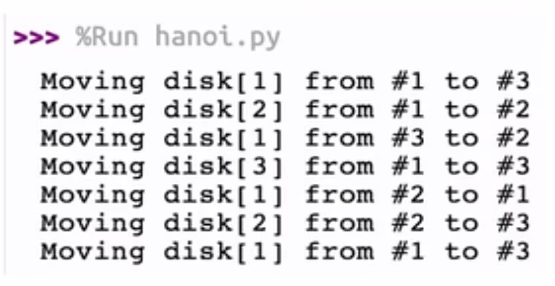 >>> %Run hanoi.py
Moving disk[1] from #1 to #3
Moving disk[2] from #1 to #2
Moving disk[1] from #3 to #2
Moving disk[3] from #1 to #3
Moving disk[1] from #2 to #1
Moving disk[2] from #2 to #3
Moving disk[1] from #1 to #3